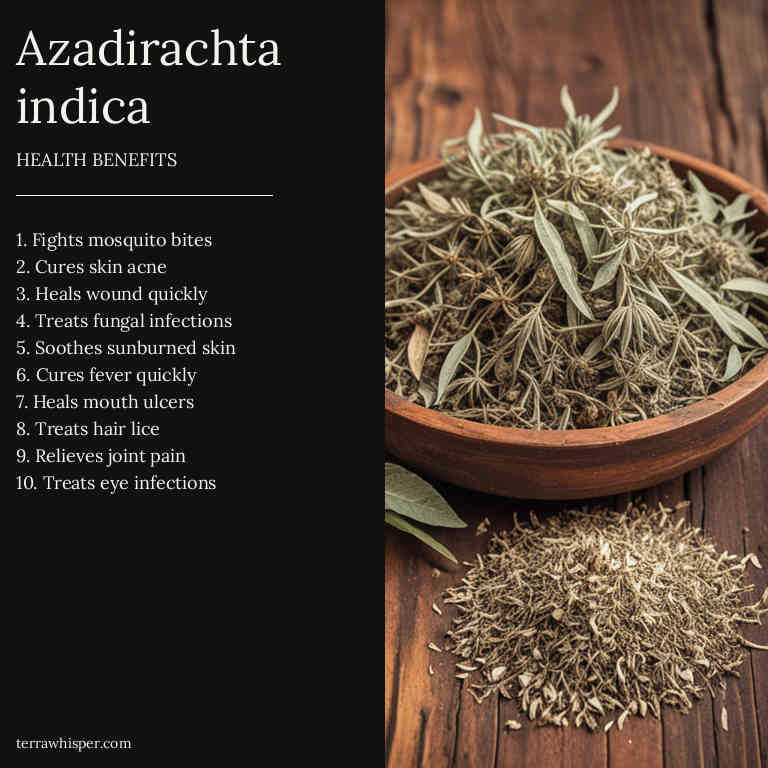 Azadirachta
indica
HEALTH BENEFITS
1. Fights mosquito bites
2. Cures skin acne
3. Heals wound quickly
4. Treats fungal infections
5. Soothes sunburned skin
6. Cures fever quickly
7. Heals mouth ulcers
8. Treats hair lice
9. Relieves joint pain
10. Treats eye infections
terrawhisper.com